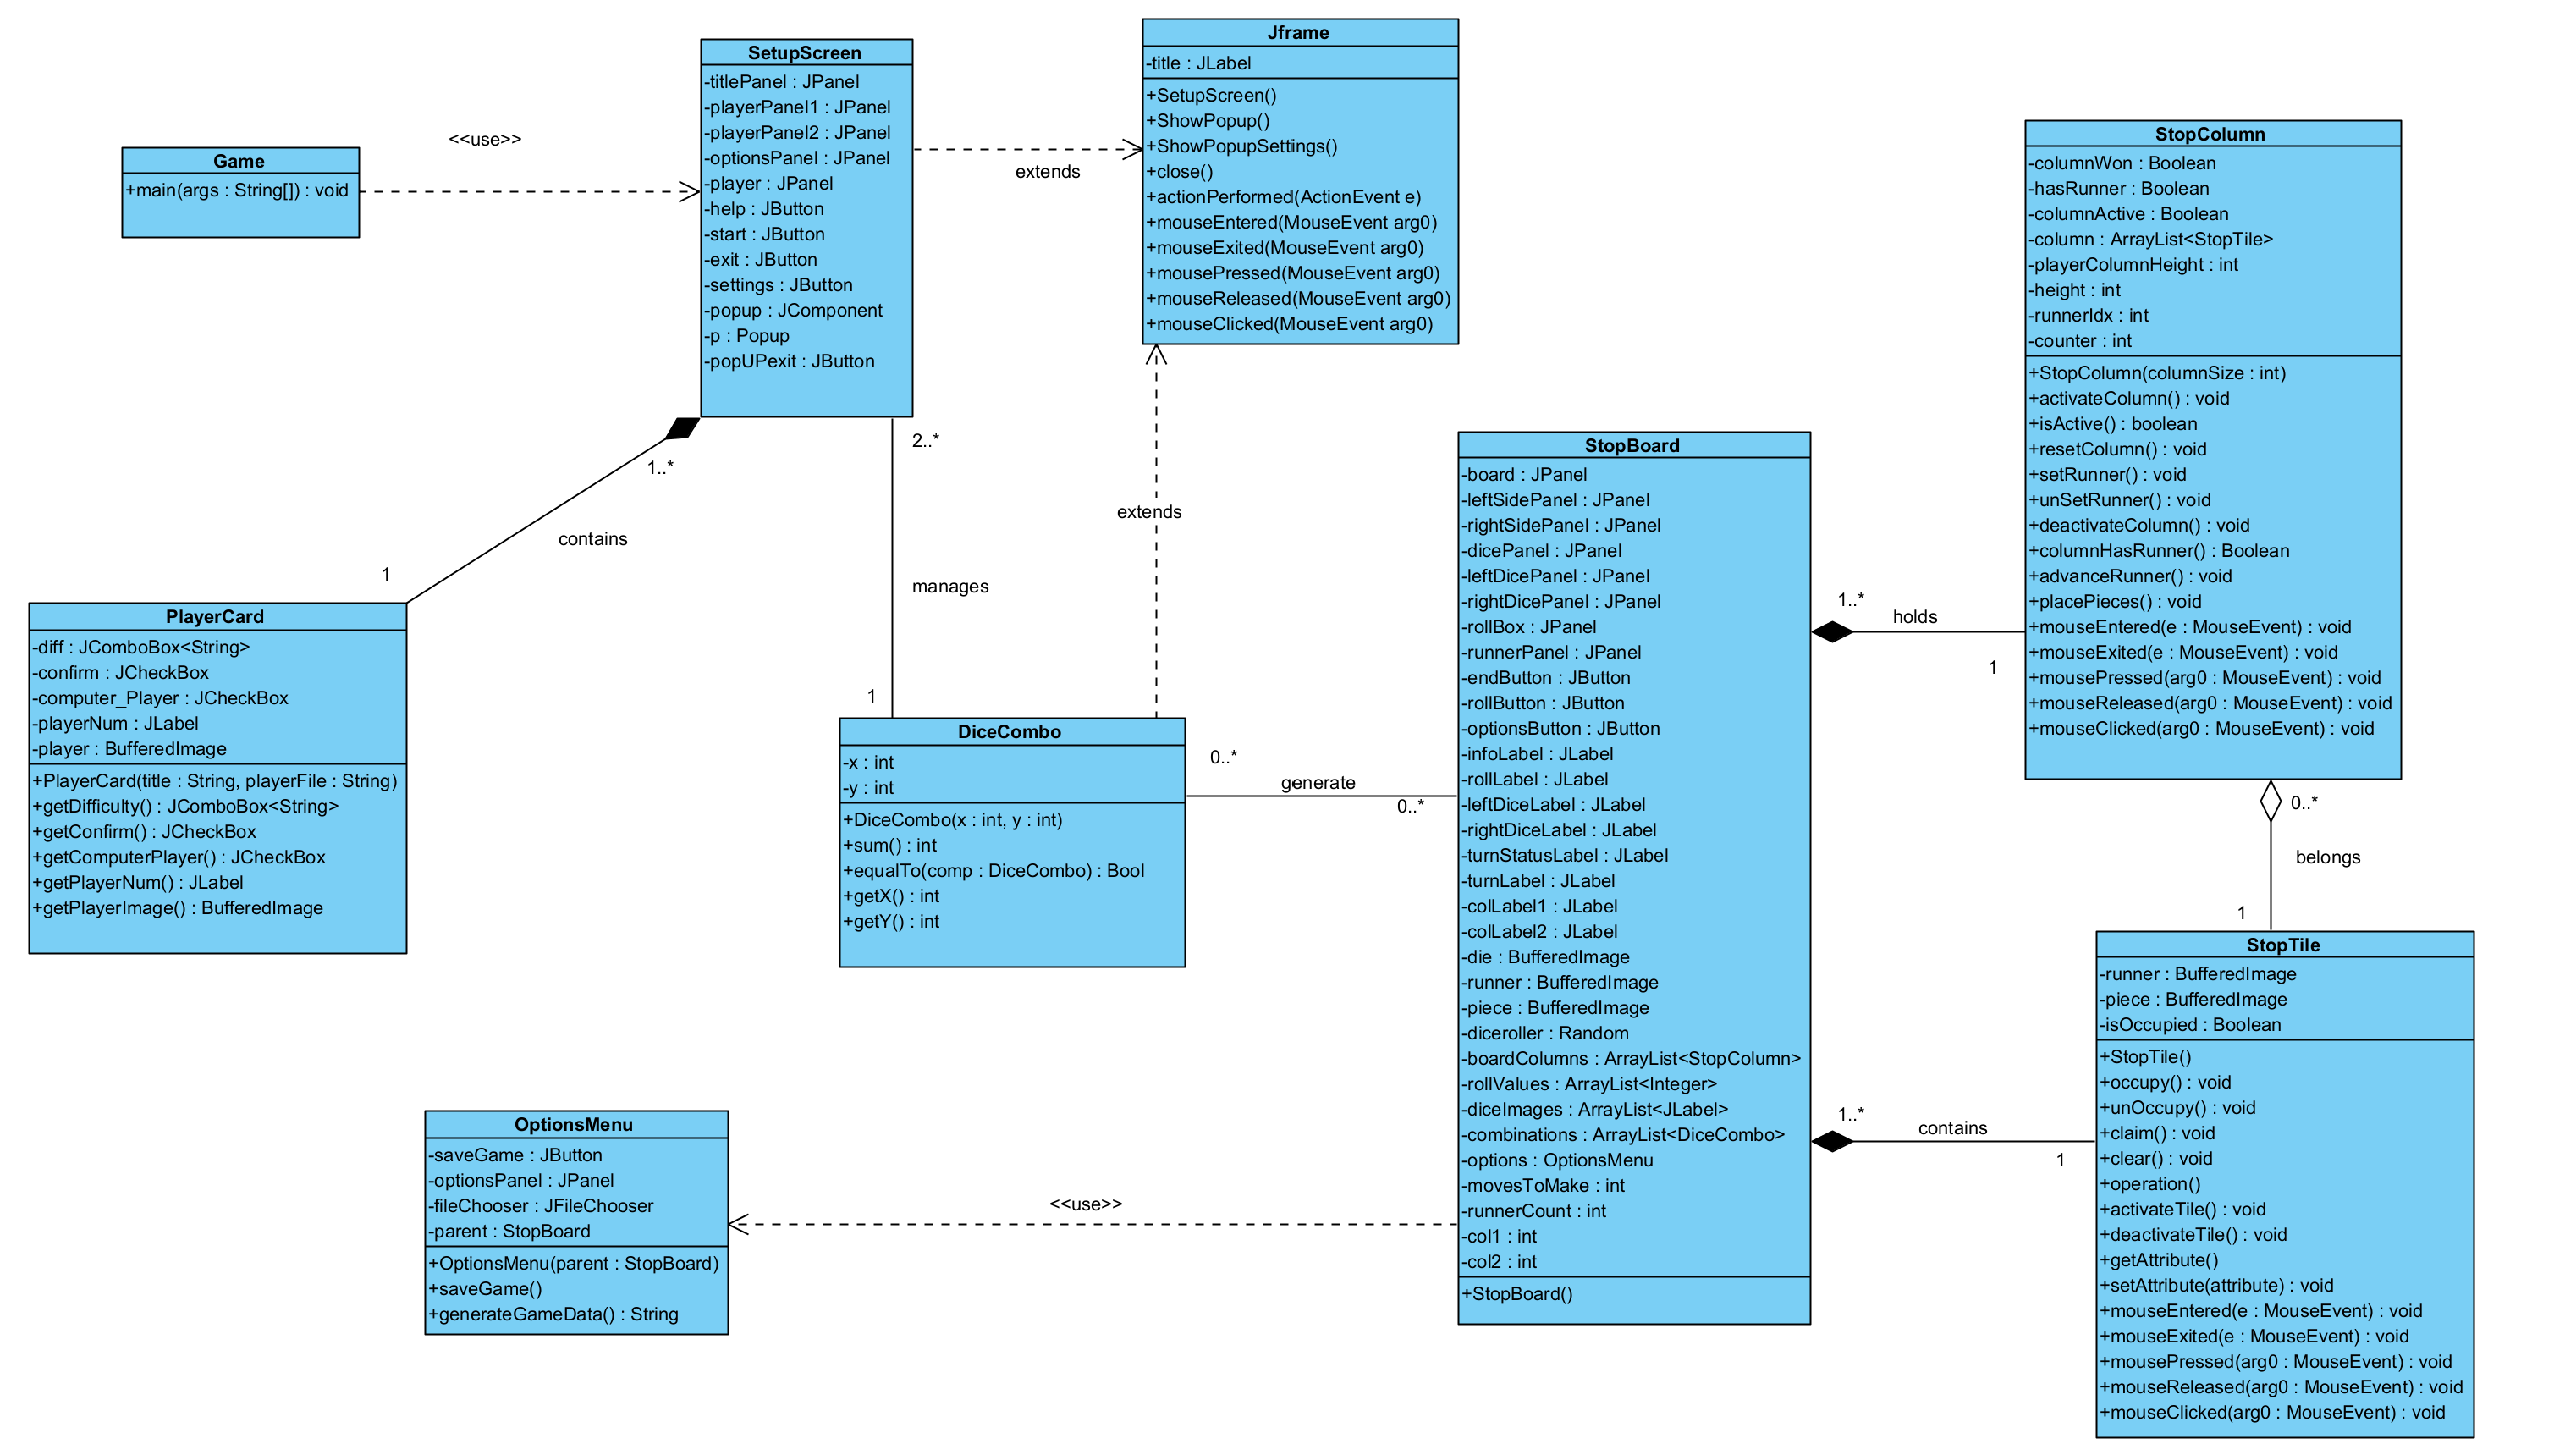 Game
+main(args : String[]) : void
<<use>>
SetupScreen
-titlePanel : JPanel
-playerPanel1 : JPanel
-playerPanel2 : JPanel
-optionsPanel : JPanel
-player : JPanel
-help : JButton
-start : JButton
-exit : JButton
-settings : JButton
-popup : JComponent
-p : Popup
-popUPexit : JButton
extends
Jframe
-title : JLabel
+SetupScreen()
+ShowPopup()
+ShowPopupSettings()
+close()
+actionPerformed(ActionEvent e)
+mouseEntered(MouseEvent arg0)
+mouseExited(MouseEvent arg0)
+mousePressed(MouseEvent arg0)
+mouseReleased(MouseEvent arg0)
+mouseClicked(MouseEvent arg0)
1..*
contains
1
2..*
manages
1
extends
PlayerCard
-diff : JComboBox<String>
-confirm : JCheckBox
-computer_Player : JCheckBox
-playerNum : JLabel
-player : BufferedImage
+PlayerCard(title : String, playerFile : String)
+getDifficulty() : JComboBox<String>
+getConfirm() : JCheckBox
+getComputerPlayer() : JCheckBox
+getPlayerNum() : JLabel
+getPlayerImage() : BufferedImage
DiceCombo
-x : int
-y : int
+DiceCombo(x : int, y : int)
+sum() : int
+equalTo(comp : DiceCombo) : Bool
+getX() : int
+getY() : int
0..*
generate
0..*
StopBoard
-board : JPanel
-leftSidePanel : JPanel
-rightSidePanel : JPanel
-dicePanel : JPanel
-leftDicePanel : JPanel
-rightDicePanel : JPanel
-rollBox : JPanel
-runnerPanel : JPanel
-endButton : JButton
-rollButton : JButton
-optionsButton : JButton
-infoLabel : JLabel
-rollLabel : JLabel
-leftDiceLabel : JLabel
-rightDiceLabel : JLabel
-turnStatusLabel : JLabel
-turnLabel : JLabel
-colLabel1 : JLabel
-colLabel2 : JLabel
-die : BufferedImage
-runner : BufferedImage
-piece : BufferedImage
-diceroller : Random
-boardColumns : ArrayList<StopColumn>
-rollValues : ArrayList<Integer>
-diceImages : ArrayList<JLabel>
-combinations : ArrayList<DiceCombo>
-options : OptionsMenu
-movesToMake : int
-runnerCount : int
-col1 : int
-col2 : int
+StopBoard()
1..*
holds
1
StopColumn
-columnWon : Boolean
-hasRunner : Boolean
-columnActive : Boolean
-column : ArrayList<StopTile>
-playerColumnHeight : int
-height : int
-runnerIdx : int
-counter : int
+StopColumn(columnSize : int)
+activateColumn() : void
+isActive() : boolean
+resetColumn() : void
+setRunner() : void
+unSetRunner() : void
+deactivateColumn() : void
+columnHasRunner() : Boolean
+advanceRunner() : void
+placePieces() : void
+mouseEntered(e : MouseEvent) : void
+mouseExited(e : MouseEvent) : void
+mousePressed(arg0 : MouseEvent) : void
+mouseReleased(arg0 : MouseEvent) : void
+mouseClicked(arg0 : MouseEvent) : void
0..*
belongs
1
StopTile
-runner : BufferedImage
-piece : BufferedImage
-isOccupied : Boolean
+StopTile()
+occupy() : void
+unOccupy() : void
+claim() : void
+clear() : void
+operation()
+activateTile() : void
+deactivateTile() : void
+getAttribute()
+setAttribute(attribute) : void
+mouseEntered(e : MouseEvent) : void
+mouseExited(e : MouseEvent) : void
+mousePressed(arg0 : MouseEvent) : void
+mouseReleased(arg0 : MouseEvent) : void
+mouseClicked(arg0 : MouseEvent) : void
1..*
contains
1
OptionsMenu
-saveGame : JButton
-optionsPanel : JPanel
-fileChooser : JFileChooser
-parent : StopBoard
+OptionsMenu(parent : StopBoard)
+saveGame()
+generateGameData() : String
<<use>>